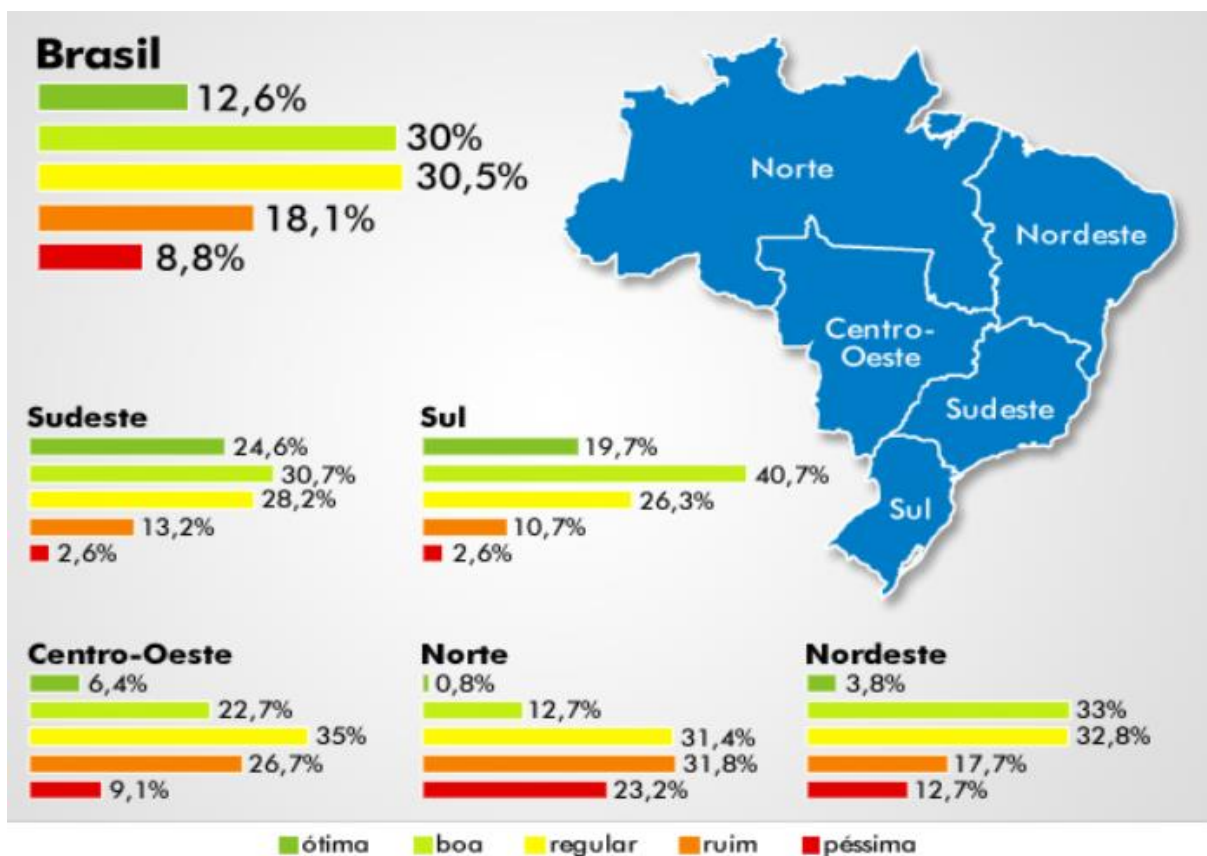 Brasil
12,6%
30%
30,5%
18,1%
8,8%
Norte
Nordeste
Centro-
Oeste
Sudeste
Sul
Sudeste
24,6%
30,7%
28,2%
13,2%
2,6%
Sul
19,7%
40,7%
26,3%
10,7%
2,6%
Centro-Oeste
6,4%
22,7%
35%
26,7%
9,1%
Norte
0,8%
12,7%
31,4%
31,8%
23,2%
Nordeste
3,8%
33%
32,8%
17,7%
12,7%
ótima boa regular ruim péssima